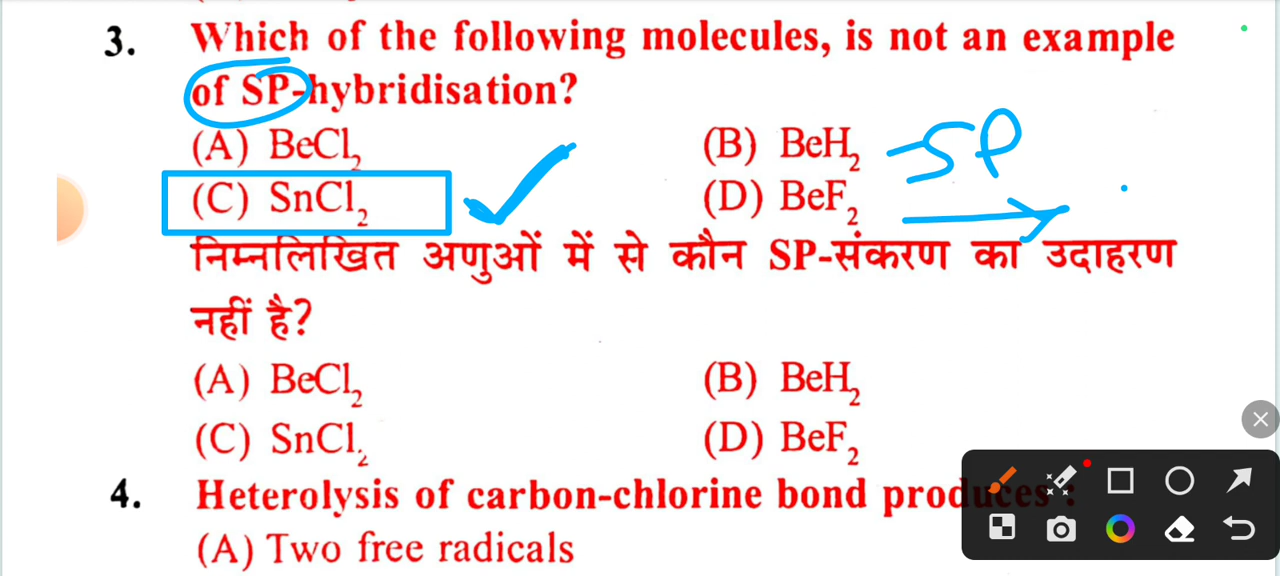 3. Which of the following molecules, is not an example
of SP-hybridisation?
(A) BeCl₂ (B) BeH₂ SP
(C) SnCl₂ (D) BeF₂
निम्नलिखित अणुओं में से कौन SP-संकरण का उदाहरण
नहीं है?
(A) BeCl₂ (B) BeH₂
(C) SnCl₂ (D) BeF₂
4. Heterolysis of carbon-chlorine bond produces :
(A) Two free radicals